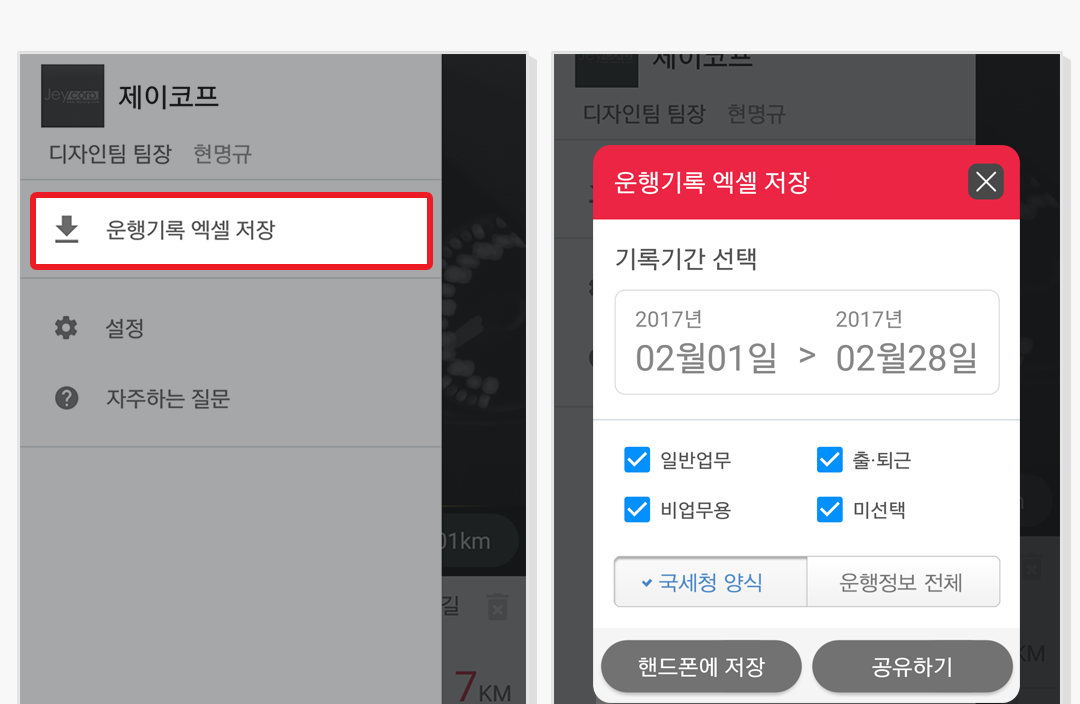 Jeycorp
제이코프
디자인팀 팀장 현명규
운행기록 엑셀 저장
설정
자주하는 질문
01km
길
7KM
제이코프
디자인팀 팀장 현명규
운행기록 엑셀 저장
기록기간 선택
2017년 2017년
02월01일 > 02월28일
일반업무 출·퇴근
비업무용 미선택
국세청 양식 운행정보 전체
핸드폰에 저장 공유하기
KM